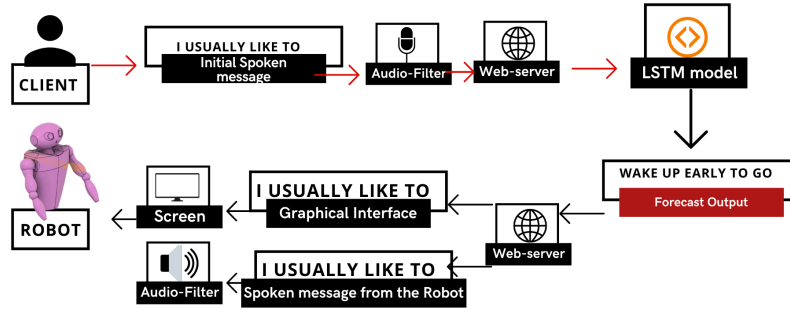 CLIENT
I USUALLY LIKE TO
Initial Spoken
message
Audio-Filter
Web-server
LSTM model
WAKE UP EARLY TO GO
Forecast Output
Web-server
I USUALLY LIKE TO
Graphical Interface
Screen
ROBOT
I USUALLY LIKE TO
Spoken message from the Robot
Audio-Filter